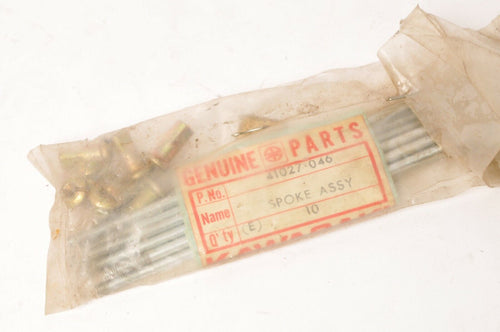 GENUINE PARTS
P.No. 41027-046
Name SPOKE ASSY
Q'ty (E) 10